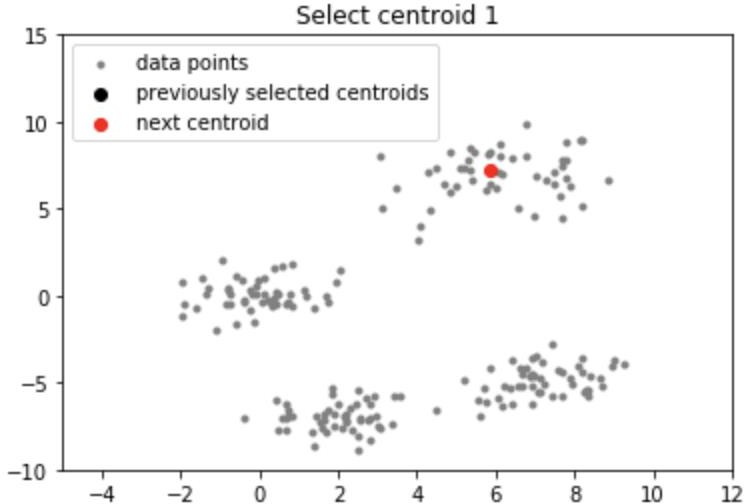 Select centroid 1
15
data points
previously selected centroids
next centroid
10
5
0
−5
−10
−4 −2 0 2 4 6 8 10 12